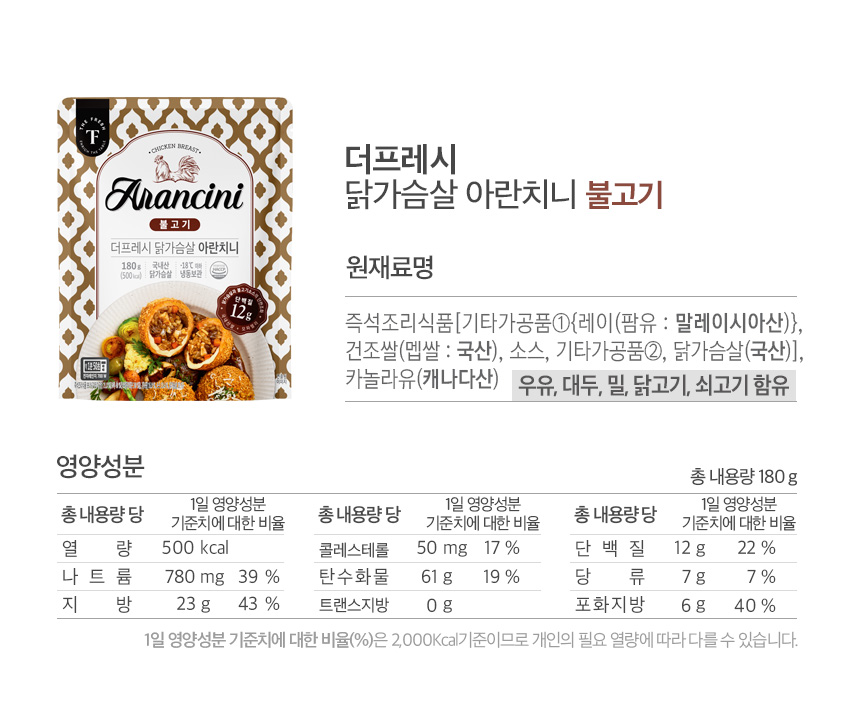 THE FRESH
T
CHICKEN BREAST
Arancini
불고기
더프레시 닭가슴살 아란치니
180g
(500 kcal)
국내산
닭가슴살
-18℃ 이하
냉동보관
단백질
12g
더프레시
닭가슴살 아란치니 불고기
원재료명
즉석조리식품[기타가공품①{레이(팜유 : 말레이시아산)},
건조쌀(멥쌀 : 국산), 소스, 기타가공품②, 닭가슴살(국산)],
카놀라유(캐나다산) 우유, 대두, 밀, 닭고기, 쇠고기 함유
영양성분
총 내용량 180 g
총 내용량 당 1일 영양성분 기준치에 대한 비율 총 내용량 당 1일 영양성분 기준치에 대한 비율 총 내용량 당 1일 영양성분 기준치에 대한 비율
열 량 500 kcal 콜레스테롤 50 mg 17 % 단 백 질 12 g 22 %
나 트 륨 780 mg 39 % 탄수화물 61 g 19 % 당 류 7 g 7 %
지 방 23 g 43 % 트랜스지방 0 g 포화지방 6 g 40 %
1일 영양성분 기준치에 대한 비율(%)은 2,000Kcal기준이므로 개인의 필요 열량에 따라 다를 수 있습니다.